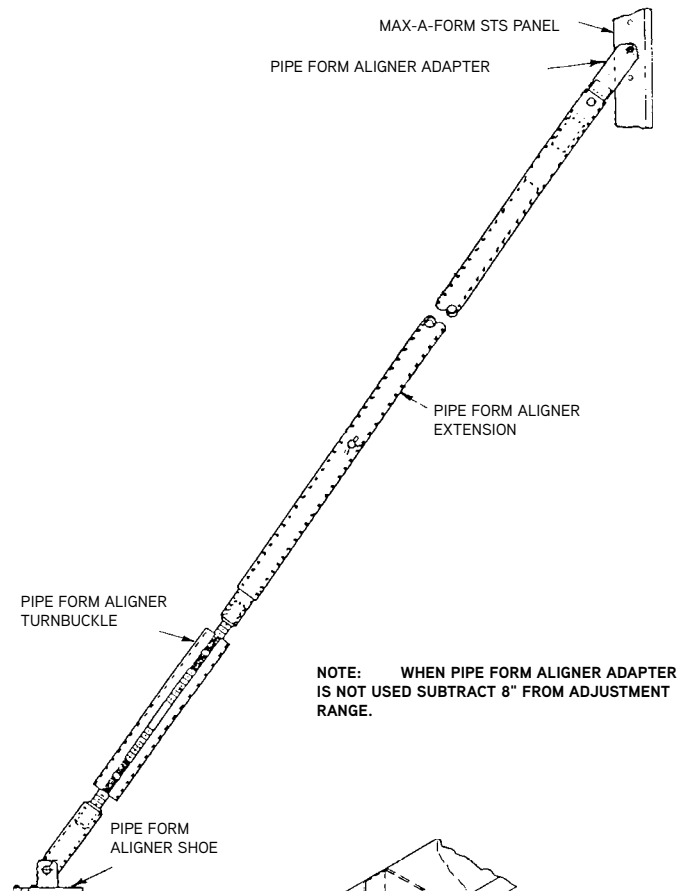 MAX-A-FORM STS PANEL
PIPE FORM ALIGNER ADAPTER
PIPE FORM ALIGNER
EXTENSION
PIPE FORM ALIGNER
TURNBUCKLE
NOTE: WHEN PIPE FORM ALIGNER ADAPTER
IS NOT USED SUBTRACT 8" FROM ADJUSTMENT
RANGE.
PIPE FORM
ALIGNER SHOE